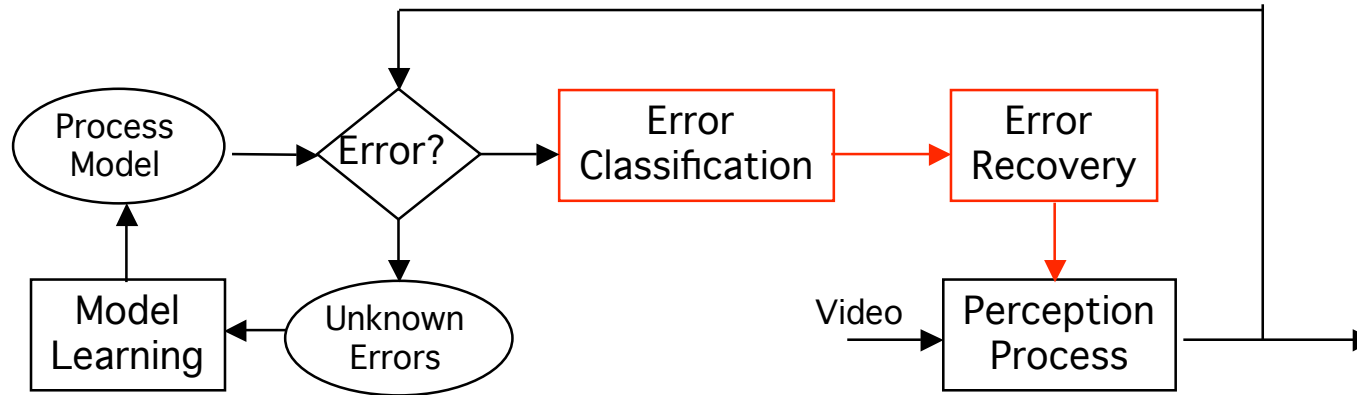 Process
Model
Error?
Error
Classification
Error
Recovery
Model
Learning
Unknown
Errors
Video
Perception
Process